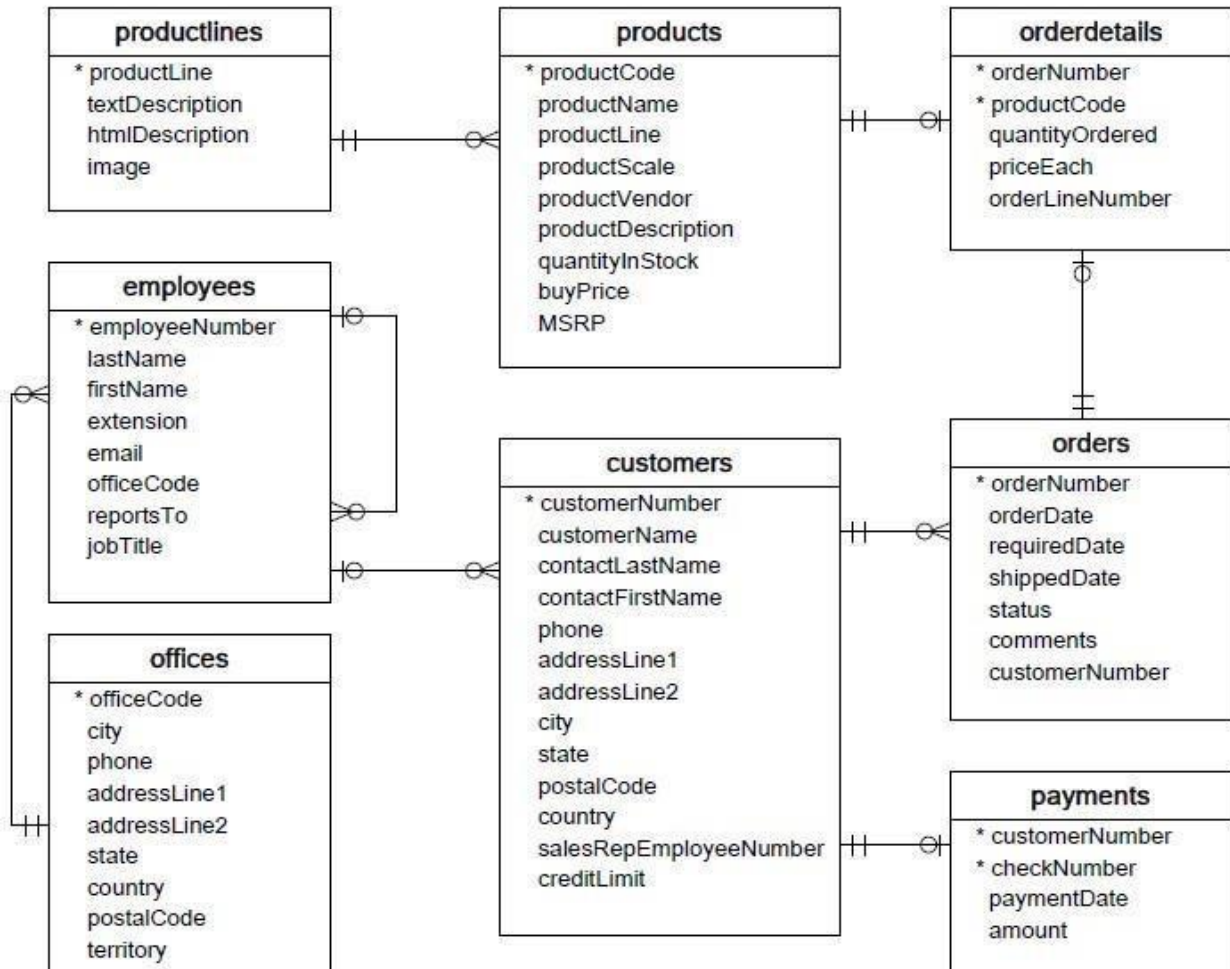 productlines
* productLine
textDescription
htmlDescription
image
products
* productCode
productName
productLine
productScale
productVendor
productDescription
quantityInStock
buyPrice
MSRP
orderdetails
* orderNumber
* productCode
quantityOrdered
priceEach
orderLineNumber
employees
* employeeNumber
lastName
firstName
extension
email
officeCode
reportsTo
jobTitle
customers
* customerNumber
customerName
contactLastName
contactFirstName
phone
addressLine1
addressLine2
city
state
postalCode
country
salesRepEmployeeNumber
creditLimit
orders
* orderNumber
orderDate
requiredDate
shippedDate
status
comments
customerNumber
offices
* officeCode
city
phone
addressLine1
addressLine2
state
country
postalCode
territory
payments
* customerNumber
* checkNumber
paymentDate
amount